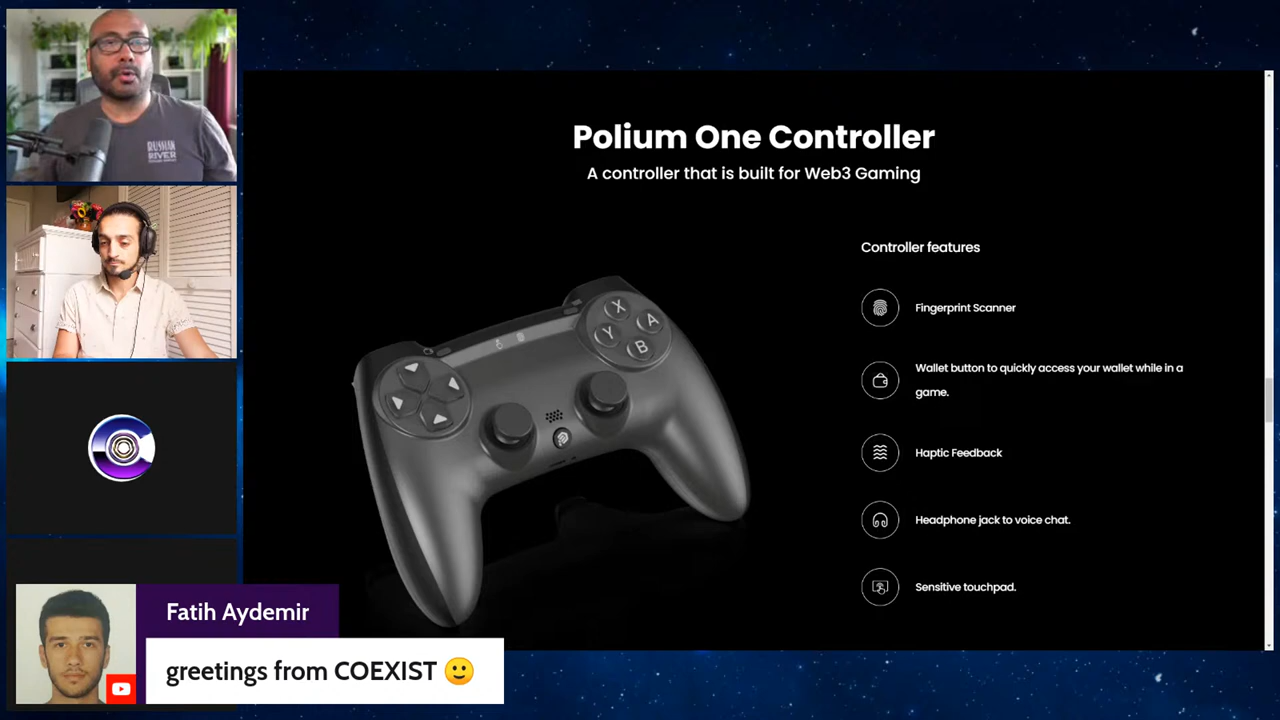 RUSSIAN
RIVER
Polium One Controller
A controller that is built for Web3 Gaming
Controller features
Fingerprint Scanner
Wallet button to quickly access your wallet while in a
game.
Haptic Feedback
Headphone jack to voice chat.
Sensitive touchpad.
X
A
Y
B
Fatih Aydemir
greetings from COEXIST 🙂